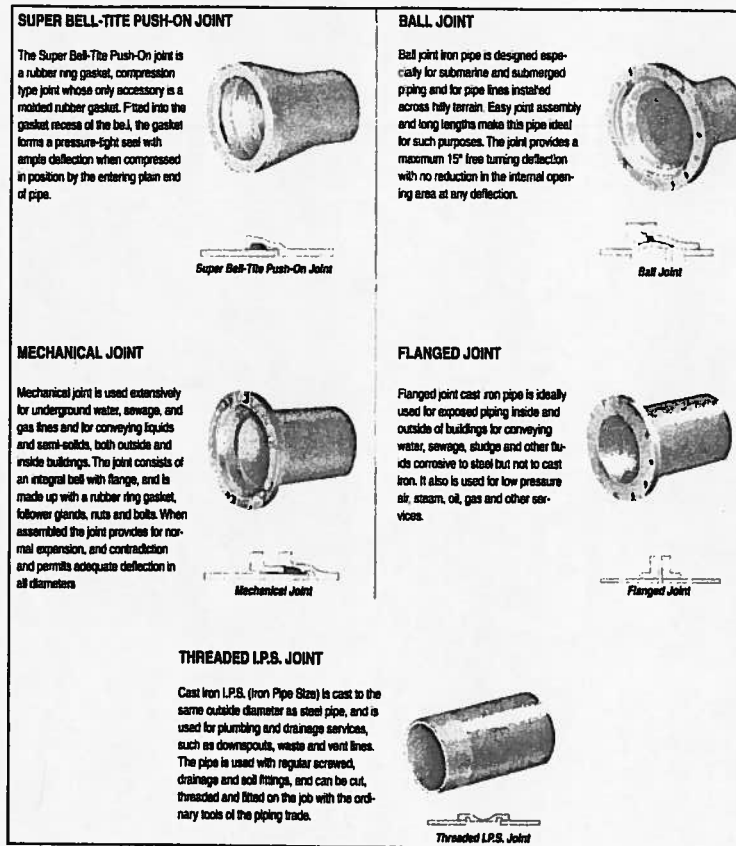 SUPER BELL-TITE PUSH-ON JOINT
The Super Bell-Tite Push-On joint is
a rubber ring gasket, compression
type joint whose only accessory is a
molded rubber gasket. Fitted into the
gasket recess of the bell, the gasket
forms a pressure-tight seal with
ample deflection when compressed
in position by the entering plain end
of pipe.
Super Bell-Tite Push-On Joint
BALL JOINT
Ball joint iron pipe is designed espe-
cially for submarine and submerged
piping and for pipe lines installed
across hilly terrain. Easy joint assembly
and long lengths make this pipe ideal
for such purposes. The joint provides a
maximum 15° free turning deflection
with no reduction in the internal open-
ing area at any deflection.
Ball Joint
MECHANICAL JOINT
Mechanical joint is used extensively
for underground water, sewage, and
gas lines and for conveying liquids
and semi-solids, both outside and
inside buildings. The joint consists of
an integral bell with flange, and is
made up with a rubber ring gasket,
follower glands, nuts and bolts. When
assembled the joint provides for nor-
mal expansion, and contradiction
and permits adequate deflection in
all diameters
Mechanical Joint
FLANGED JOINT
Flanged joint cast iron pipe is ideally
used for exposed piping inside and
outside of buildings for conveying
water, sewage, sludge and other flu-
ids corrosive to steel but not to cast
iron. It also is used for low pressure
air, steam, oil, gas and other ser-
vices.
Flanged Joint
THREADED I.P.S. JOINT
Cast Iron I.P.S. (Iron Pipe Size) is cast to the
same outside diameter as steel pipe, and is
used for plumbing and drainage services,
such as downspouts, waste and vent lines.
The pipe is used with regular screwed,
drainage and soil fittings, and can be cut,
threaded and fitted on the job with the ordi-
nary tools of the piping trade.
Threaded I.P.S. Joint